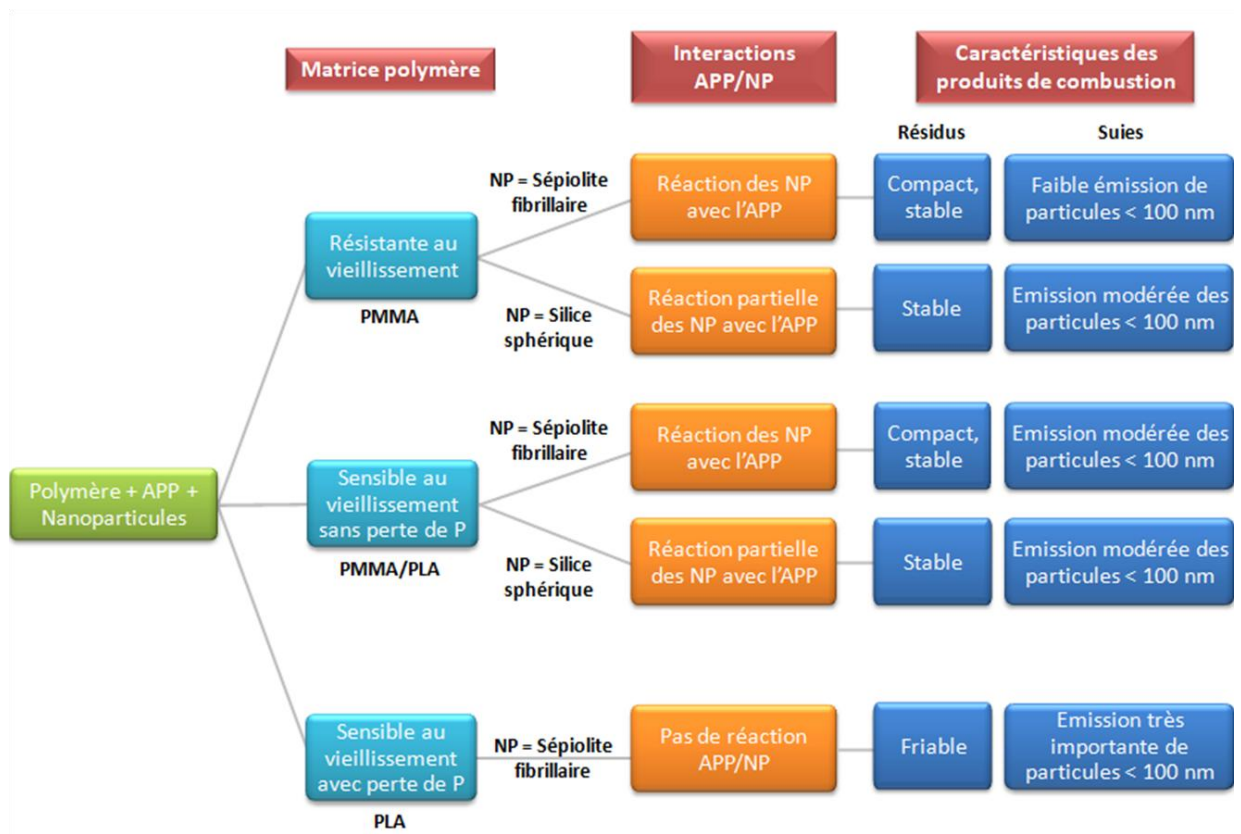 Matrice polymère
Interactions
APP/NP
Caractéristiques des
produits de combustion
Résidus
Suies
NP = Sépiolite
fibrillaire
Réaction des NP
avec l'APP
Compact,
stable
Faible émission de
particules < 100 nm
Résistante au
vieillissement
PMMA
NP = Silice
sphérique
Réaction partielle
des NP avec l'APP
Stable
Emission modérée des
particules < 100 nm
Polymère + APP +
Nanoparticules
NP = Sépiolite
fibrillaire
Réaction des NP
avec l'APP
Compact,
stable
Emission modérée des
particules < 100 nm
Sensible au
vieillissement
sans perte de P
PMMA/PLA
NP = Silice
sphérique
Réaction partielle
des NP avec l'APP
Stable
Emission modérée des
particules < 100 nm
Sensible au
vieillissement
avec perte de P
PLA
NP = Sépiolite
fibrillaire
Pas de réaction
APP/NP
Friable
Emission très
importante de
particules < 100 nm